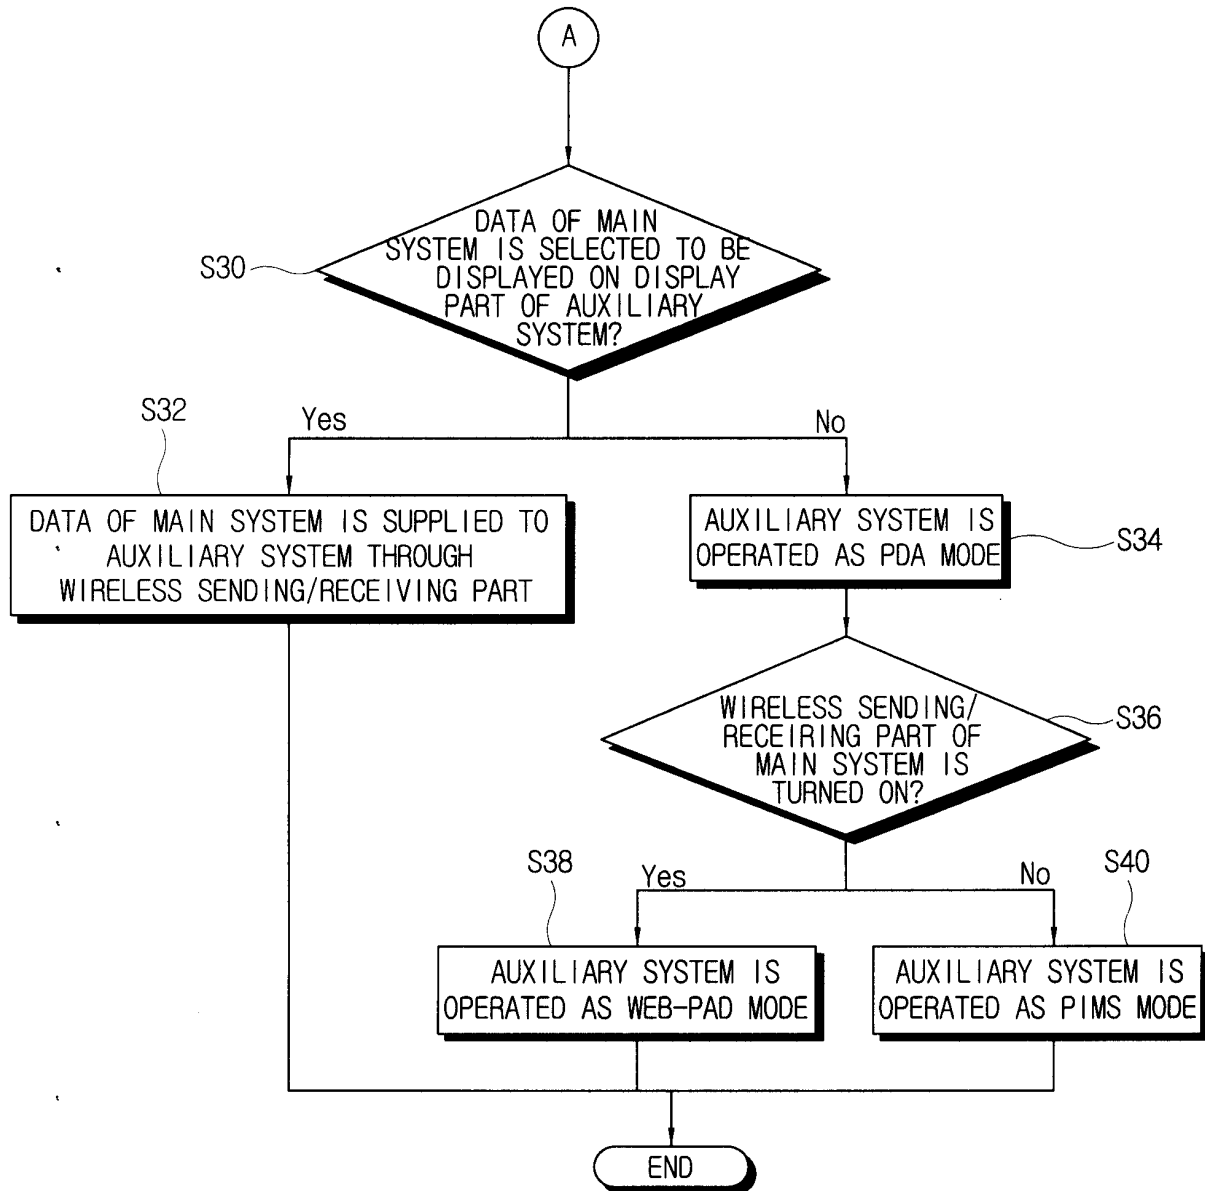 A
DATA OF MAIN
SYSTEM IS SELECTED TO BE
DISPLAYED ON DISPLAY
PART OF AUXILIARY
SYSTEM?
S30
S32
Yes
No
DATA OF MAIN SYSTEM IS SUPPLIED TO
AUXILIARY SYSTEM THROUGH
WIRELESS SENDING/RECEIVING PART
AUXILIARY SYSTEM IS
OPERATED AS PDA MODE
S34
WIRELESS SENDING/
RECEIRING PART OF
MAIN SYSTEM IS
TURNED ON?
S36
S38
Yes
No
S40
AUXILIARY SYSTEM IS
OPERATED AS WEB-PAD MODE
AUXILIARY SYSTEM IS
OPERATED AS PIMS MODE
END